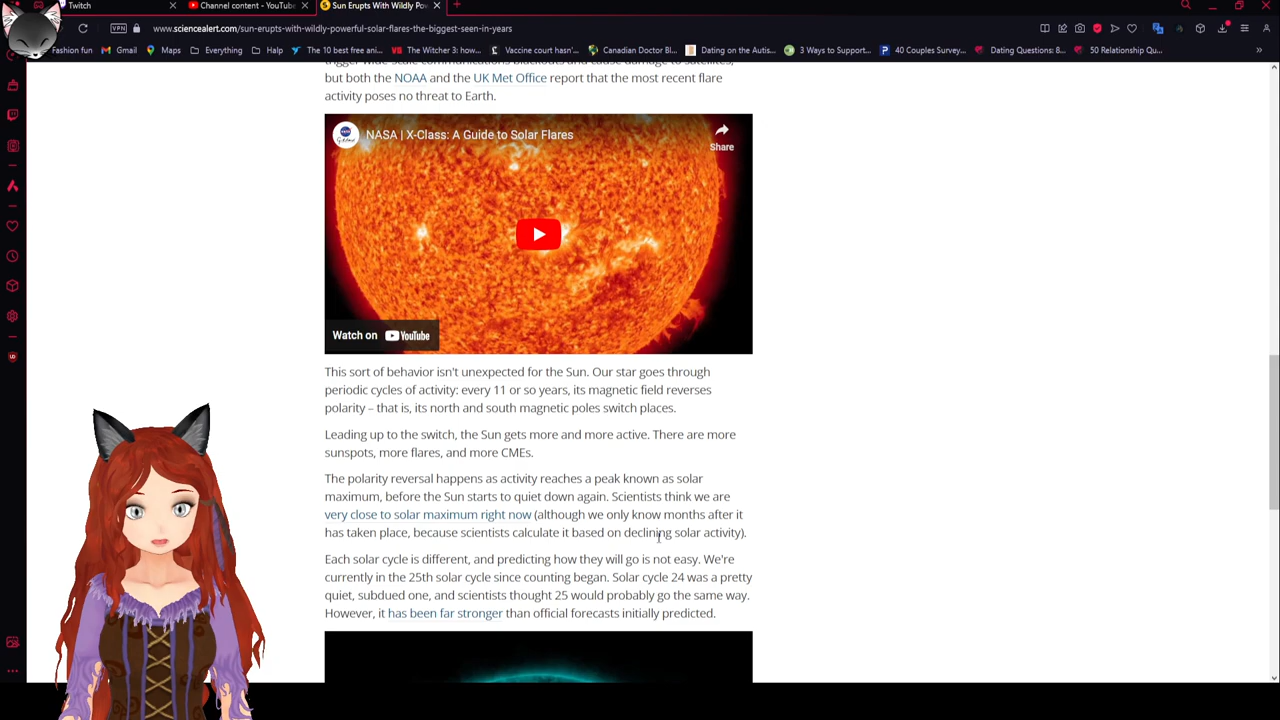 Twitch
Channel content - YouTube
Sun Erupts With Wildly Pow
VPN
www.sciencealert.com/sun-erupts-with-wildly-powerful-solar-flares-the-biggest-seen-in-years
Fashion fun
Gmail
Maps
Everything
Halp
The 10 best free ani...
The Witcher 3: how...
Vaccine court hasn'...
Canadian Doctor Bl...
Dating on the Autis...
3 Ways to Support...
40 Couples Survey...
Dating Questions: 8...
50 Relationship Qu...
trigger wide-scale communications blackouts and cause damage to satellites,
but both the NOAA and the UK Met Office report that the most recent flare
activity poses no threat to Earth.
NASA | X-Class: A Guide to Solar Flares
Share
Watch on YouTube
This sort of behavior isn't unexpected for the Sun. Our star goes through
periodic cycles of activity: every 11 or so years, its magnetic field reverses
polarity – that is, its north and south magnetic poles switch places.
Leading up to the switch, the Sun gets more and more active. There are more
sunspots, more flares, and more CMEs.
The polarity reversal happens as activity reaches a peak known as solar
maximum, before the Sun starts to quiet down again. Scientists think we are
very close to solar maximum right now (although we only know months after it
has taken place, because scientists calculate it based on declining solar activity).
Each solar cycle is different, and predicting how they will go is not easy. We're
currently in the 25th solar cycle since counting began. Solar cycle 24 was a pretty
quiet, subdued one, and scientists thought 25 would probably go the same way.
However, it has been far stronger than official forecasts initially predicted.